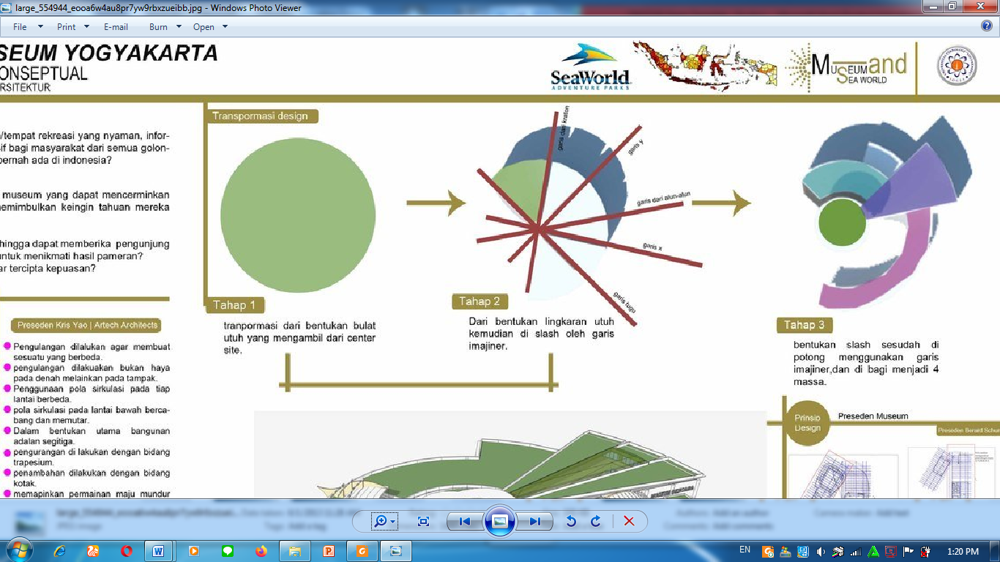 large_554944_eooa6w4au8pr7yw9rbxzueibb.jpg - Windows Photo Viewer
File Print E-mail Burn Open
SEUM YOGYAKARTA
ONSEPTUAL
RSITEKTUR
SeaWorld
ADVENTURE PARKS
MUSEUM and
SEA WORLD
/tempat rekreasi yang nyaman, infor-
sif bagi masyarakat dari semua golon-
pernah ada di indonesia?
museum yang dapat mencerminkan
nemimbulkan keingin tahuan mereka
hingga dapat memberika pengunjung
untuk menikmati hasil pameran?
ar tercipta kepuasan?
Preseden Kris Yao | Artech Architects
Pengulangan dilalukan agar membuat
sesuatu yang berbeda.
pengulangan dilakuakan bukan haya
pada denah melainkan pada tampak.
Penggunaan pola sirkulasi pada tiap
lantai berbeda.
pola sirkulasi pada lantai bawah berca-
bang dan memutar.
Dalam bentukan utama bangunan
adalan segitiga.
pengurangan di lakukan dengan bidang
trapesium.
penambahan dilakukan dengan bidang
kotak.
memapinkan permainan maju mundur
Transpormasi design
Tahap 1
tranpormasi dari bentukan bulat
utuh yang mengambil dari center
site.
garis dari kraton
garis y
garis dari alun-alun
garis x
garis tugu
Tahap 2
Dari bentukan lingkaran utuh
kemudian di slash oleh garis
imajiner.
Tahap 3
bentukan slash sesudah di
potong menggunakan garis
imajiner,dan di bagi menjadi 4
massa.
Prinsip
Design
Preseden Museum
Preseden Berard Schum
EN
1:20 PM